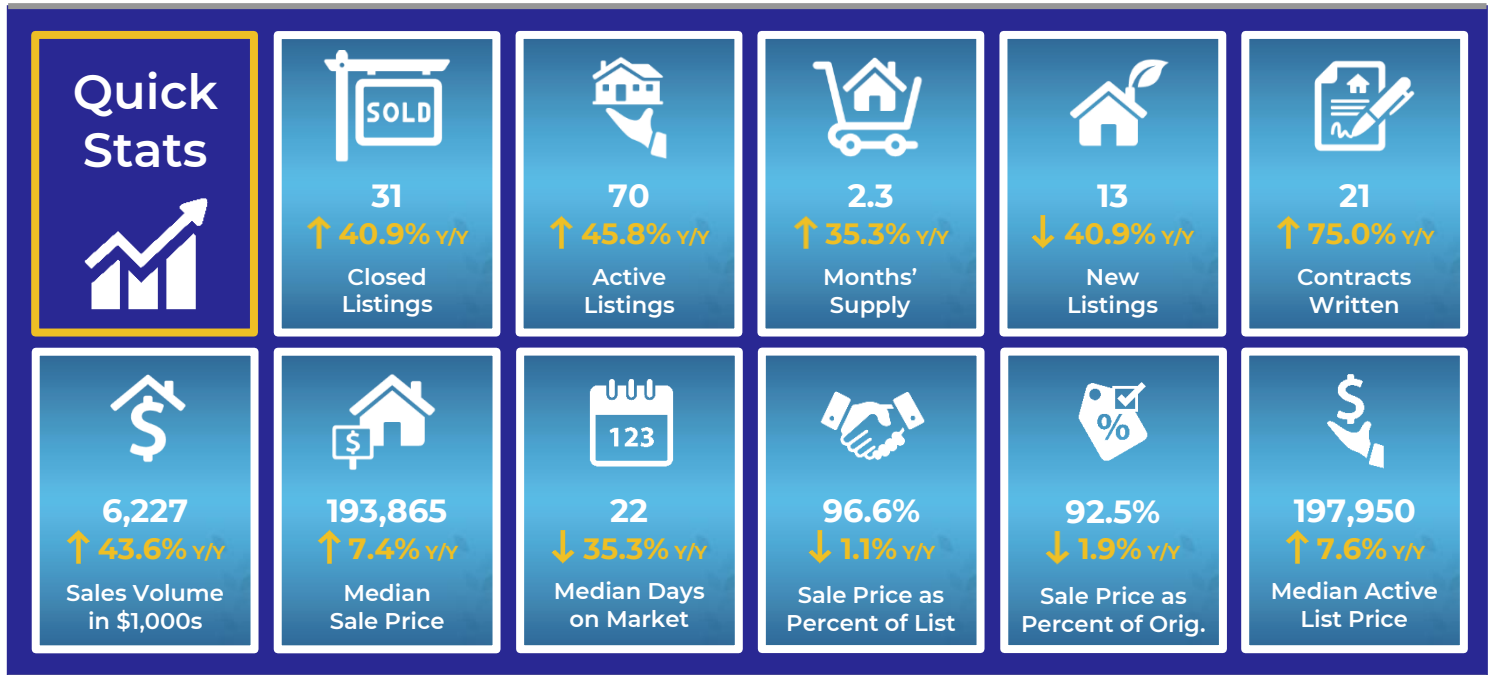 Quick
Stats
SOLD
31
↑ 40.9% Y/Y
Closed
Listings
70
↑ 45.8% Y/Y
Active
Listings
2.3
↑ 35.3% Y/Y
Months’
Supply
13
↓ 40.9% Y/Y
New
Listings
21
↑ 75.0% Y/Y
Contracts
Written
$
6,227
↑ 43.6% Y/Y
Sales Volume
in $1,000s
$
193,865
↑ 7.4% Y/Y
Median
Sale Price
123
22
↓ 35.3% Y/Y
Median Days
on Market
96.6%
↓ 1.1% Y/Y
Sale Price as
Percent of List
%
92.5%
↓ 1.9% Y/Y
Sale Price as
Percent of Orig.
$
197,950
↑ 7.6% Y/Y
Median Active
List Price